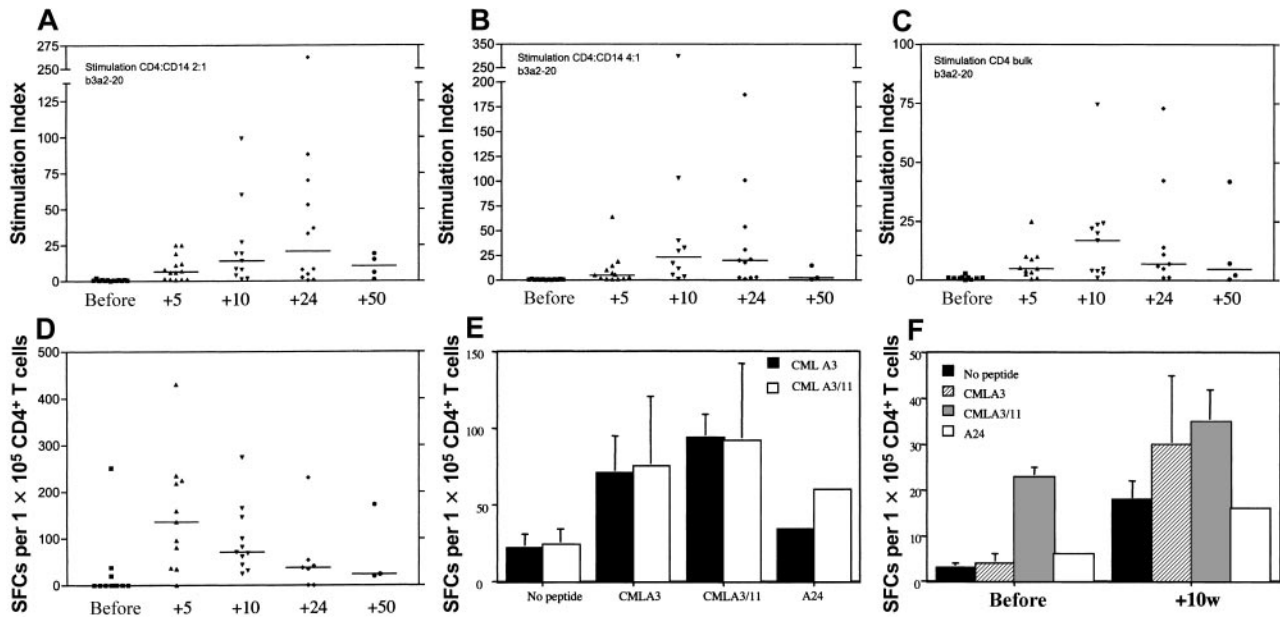 A
Stimulation Index
275
250
125
100
75
50
25
0
Stimulation CD4:CD14 2:1
b3a2-20
Before +5 +10 +24 +50
B
Stimulation Index
350
250
200
175
150
125
100
75
50
25
0
Stimulation CD4:CD14 4:1
b3a2-20
Before +5 +10 +24 +50
C
Stimulation Index
100
75
50
25
0
Stimulation CD4 bulk
b3a2-20
Before +5 +10 +24 +50
D
SFCs per 1 × 10⁵ CD4⁺ T cells
500
400
300
200
100
0
Before +5 +10 +24 +50
E
SFCs per 1 × 10⁵ CD4⁺ T cells
150
100
50
0
CML A3
CML A3/11
No peptide CMLA3 CMLA3/11 A24
F
SFCs per 1 × 10⁵ CD4⁺ T cells
50
40
30
20
10
0
No peptide
CMLA3
CMLA3/11
A24
Before +10w